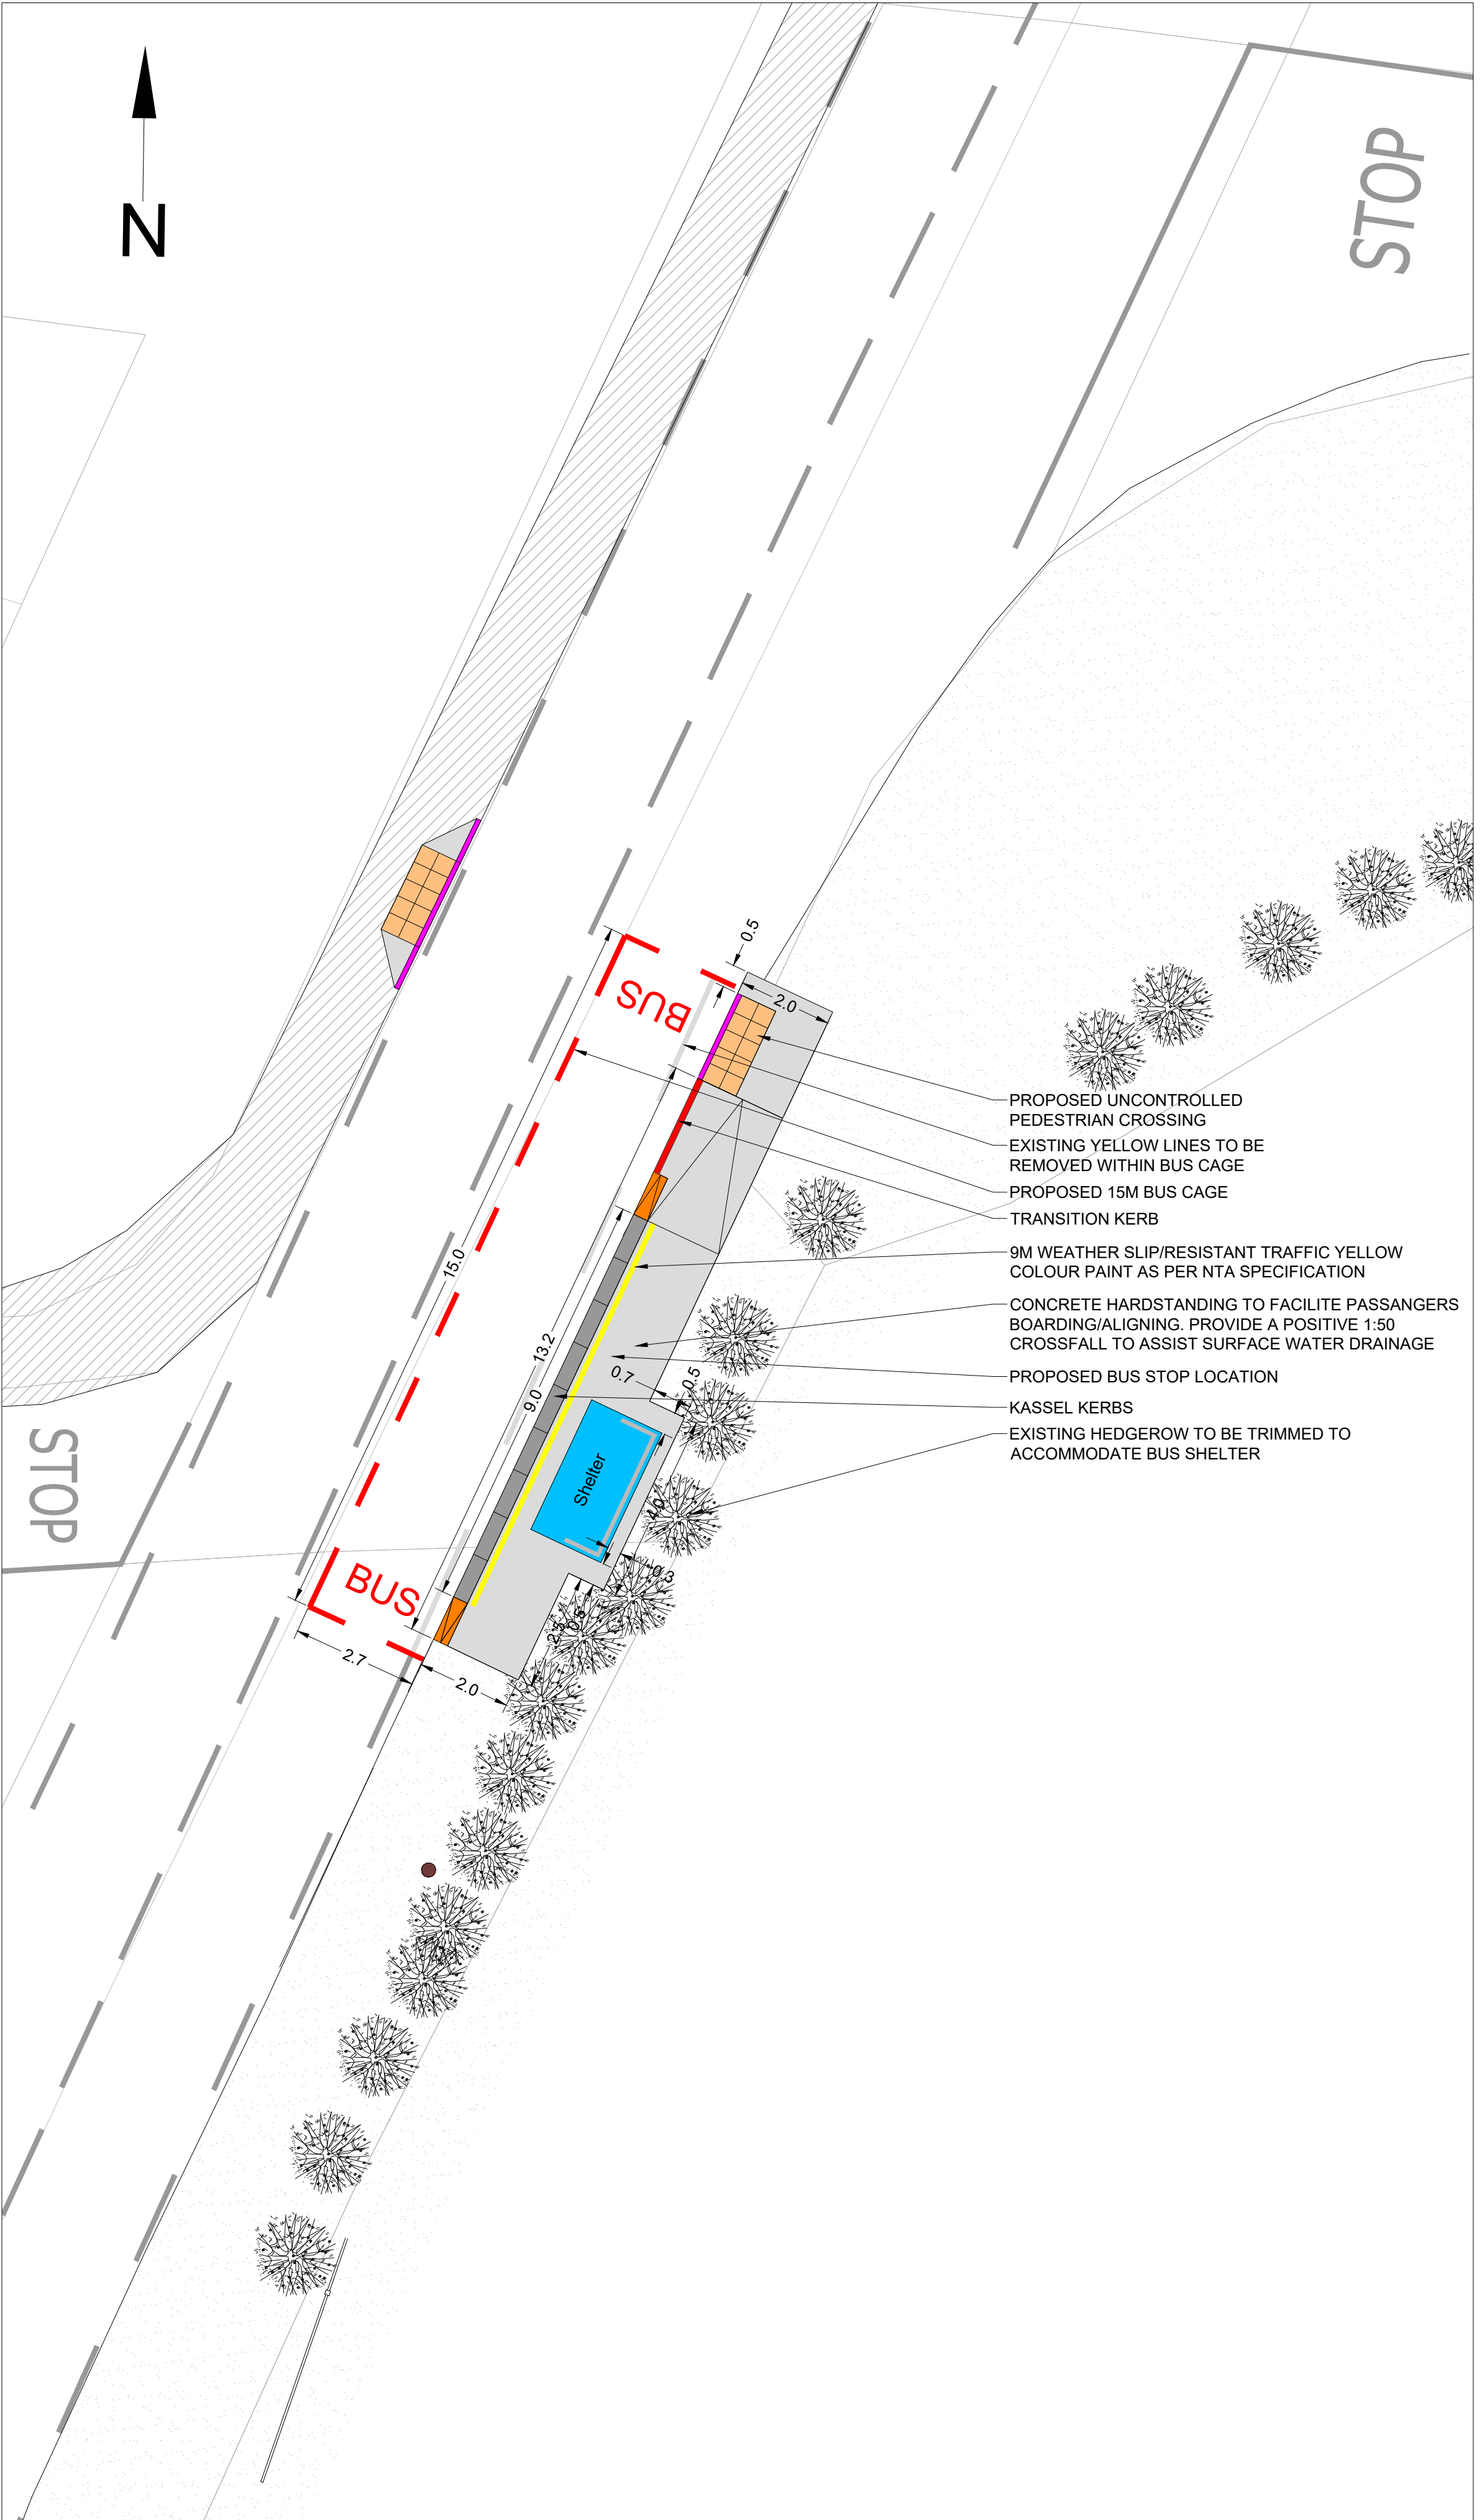 N
STOP
0.5
BUS
2.0
PROPOSED UNCONTROLLED
PEDESTRIAN CROSSING
EXISTING YELLOW LINES TO BE
REMOVED WITHIN BUS CAGE
PROPOSED 15M BUS CAGE
TRANSITION KERB
9M WEATHER SLIP/RESISTANT TRAFFIC YELLOW
COLOUR PAINT AS PER NTA SPECIFICATION
CONCRETE HARDSTANDING TO FACILITE PASSANGERS
BOARDING/ALIGNING. PROVIDE A POSITIVE 1:50
CROSSFALL TO ASSIST SURFACE WATER DRAINAGE
PROPOSED BUS STOP LOCATION
KASSEL KERBS
EXISTING HEDGEROW TO BE TRIMMED TO
ACCOMMODATE BUS SHELTER
15.0
13.2
9.0
0.7
0.5
Shelter
STOP
0.3
0.5
BUS
2.7
2.0